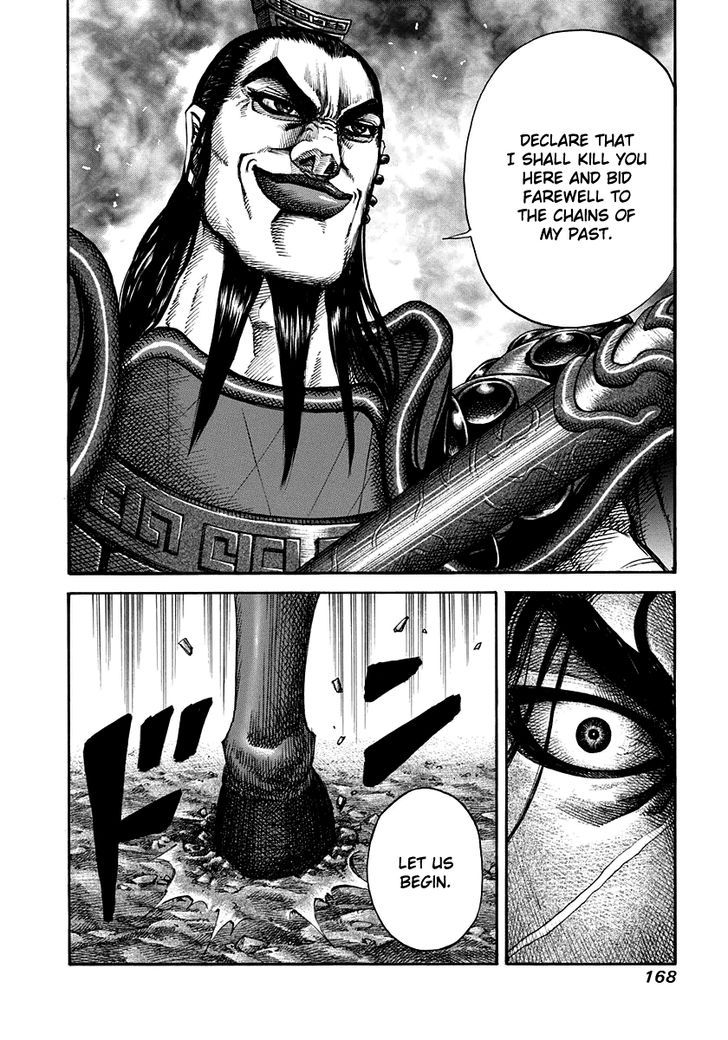 DECLARE THAT
I SHALL KILL YOU
HERE AND BID
FAREWELL TO
THE CHAINS OF
MY PAST.
ドン
LET US
BEGIN.
168